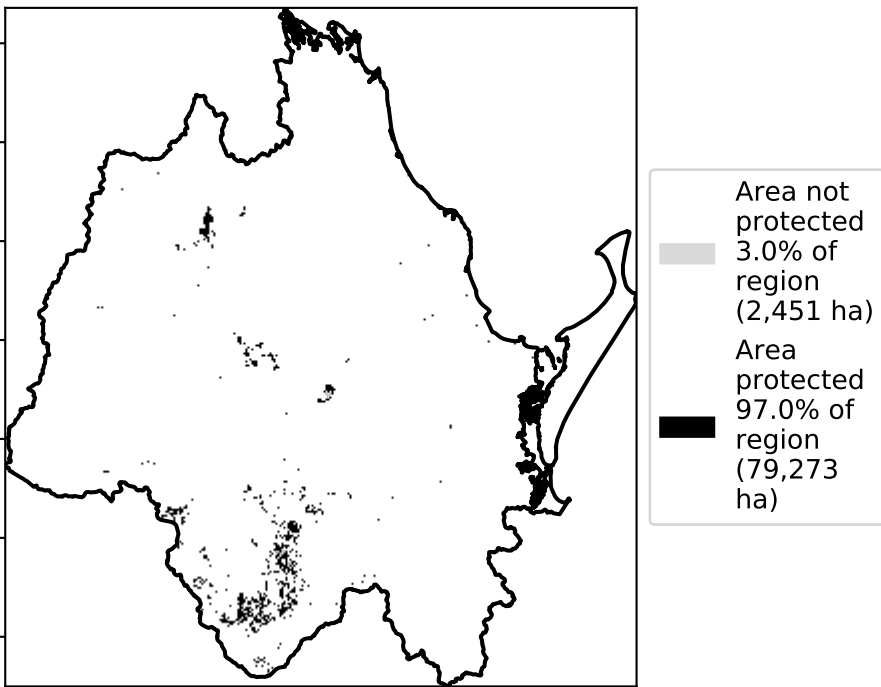 Area not
protected
3.0% of
region
(2,451 ha)
Area
protected
97.0% of
region
(79,273
ha)